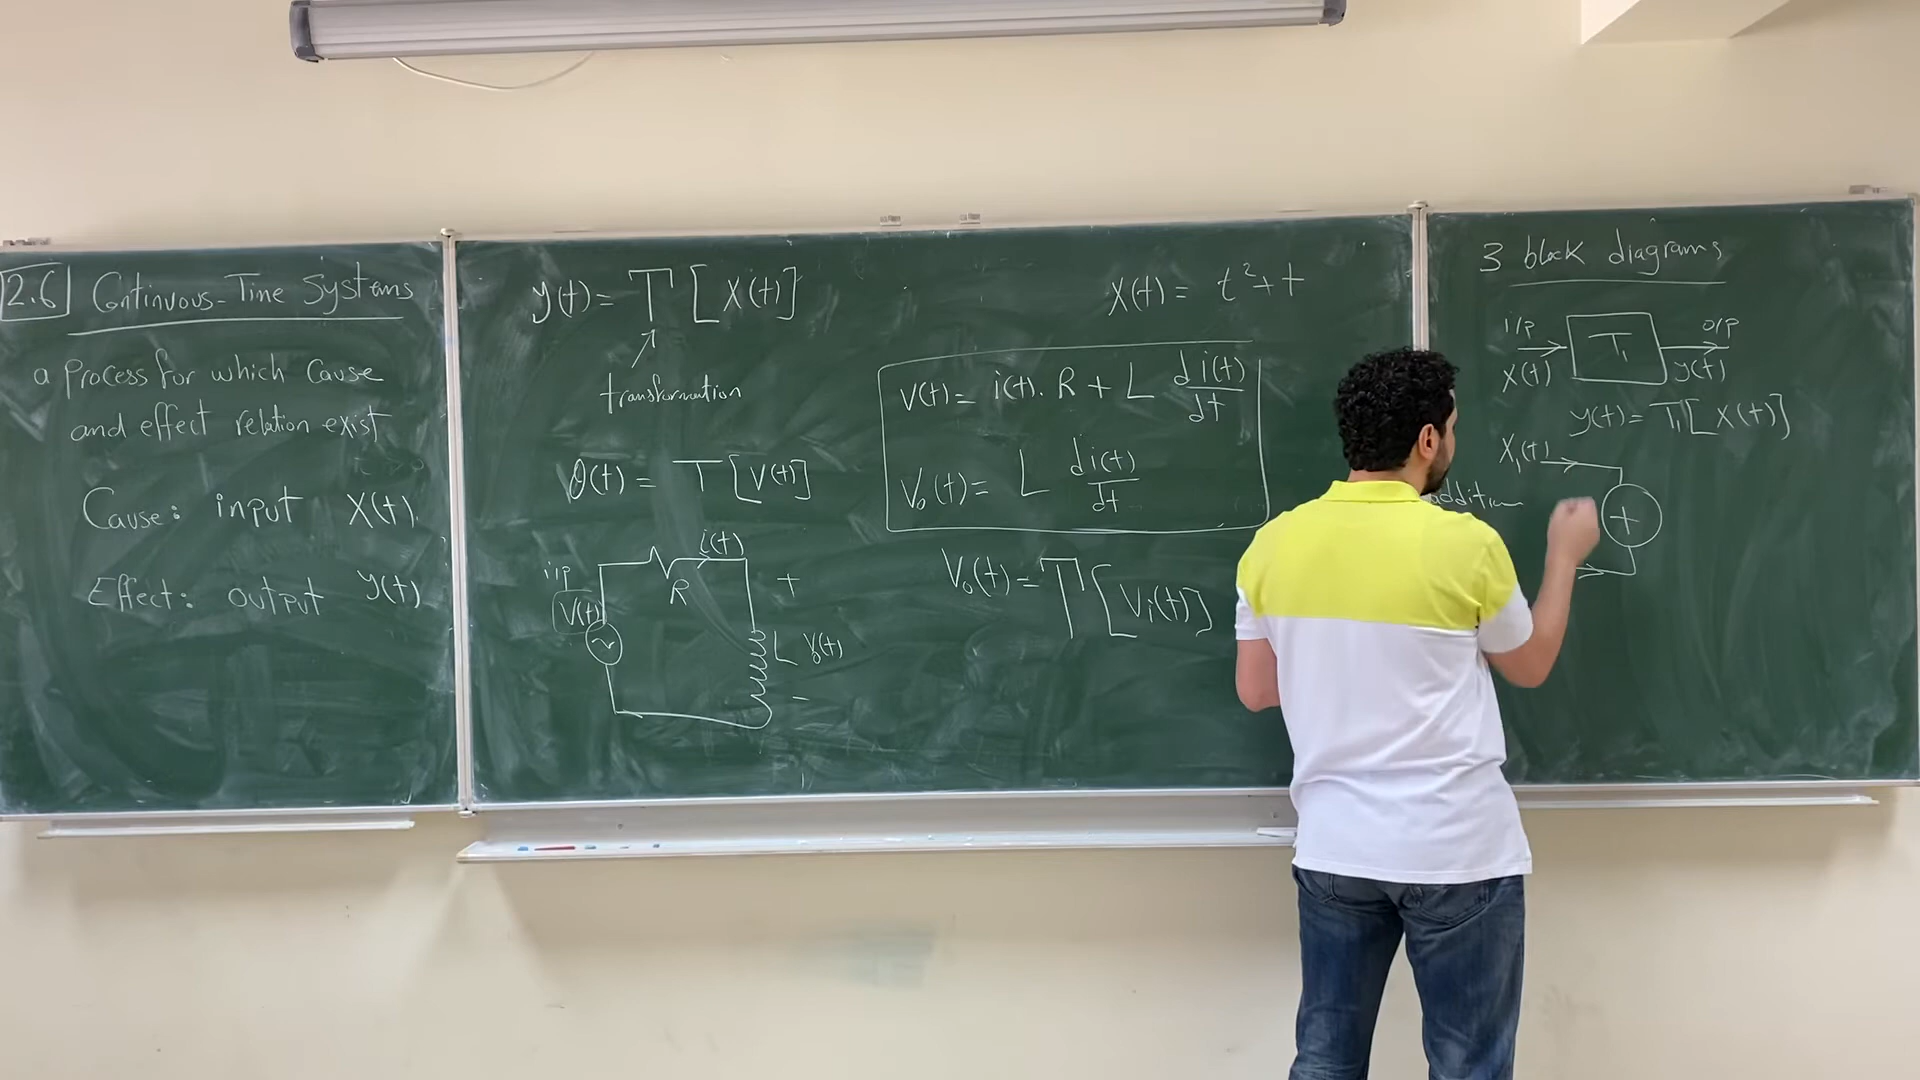 2.6 Continuous-Time Systems
a Process for which Cause
and effect relation exist
Cause: input X(t).
Effect: output y(t)
y(t) = T [X(t)]
transformation
θ(t) = T [V(t)]
i(t)
i/p
R
+
V(t)
L V₀(t)
-
X(t) = t² + t
V(t) = i(t). R + L di(t)/dt
V₀(t) = L di(t)/dt
V₀(t) = T [Vi(t)]
3 block diagrams
i/p T₁ o/p
X(t) y(t)
y(t) = T₁[X(t)]
X₁(t)
addition
+